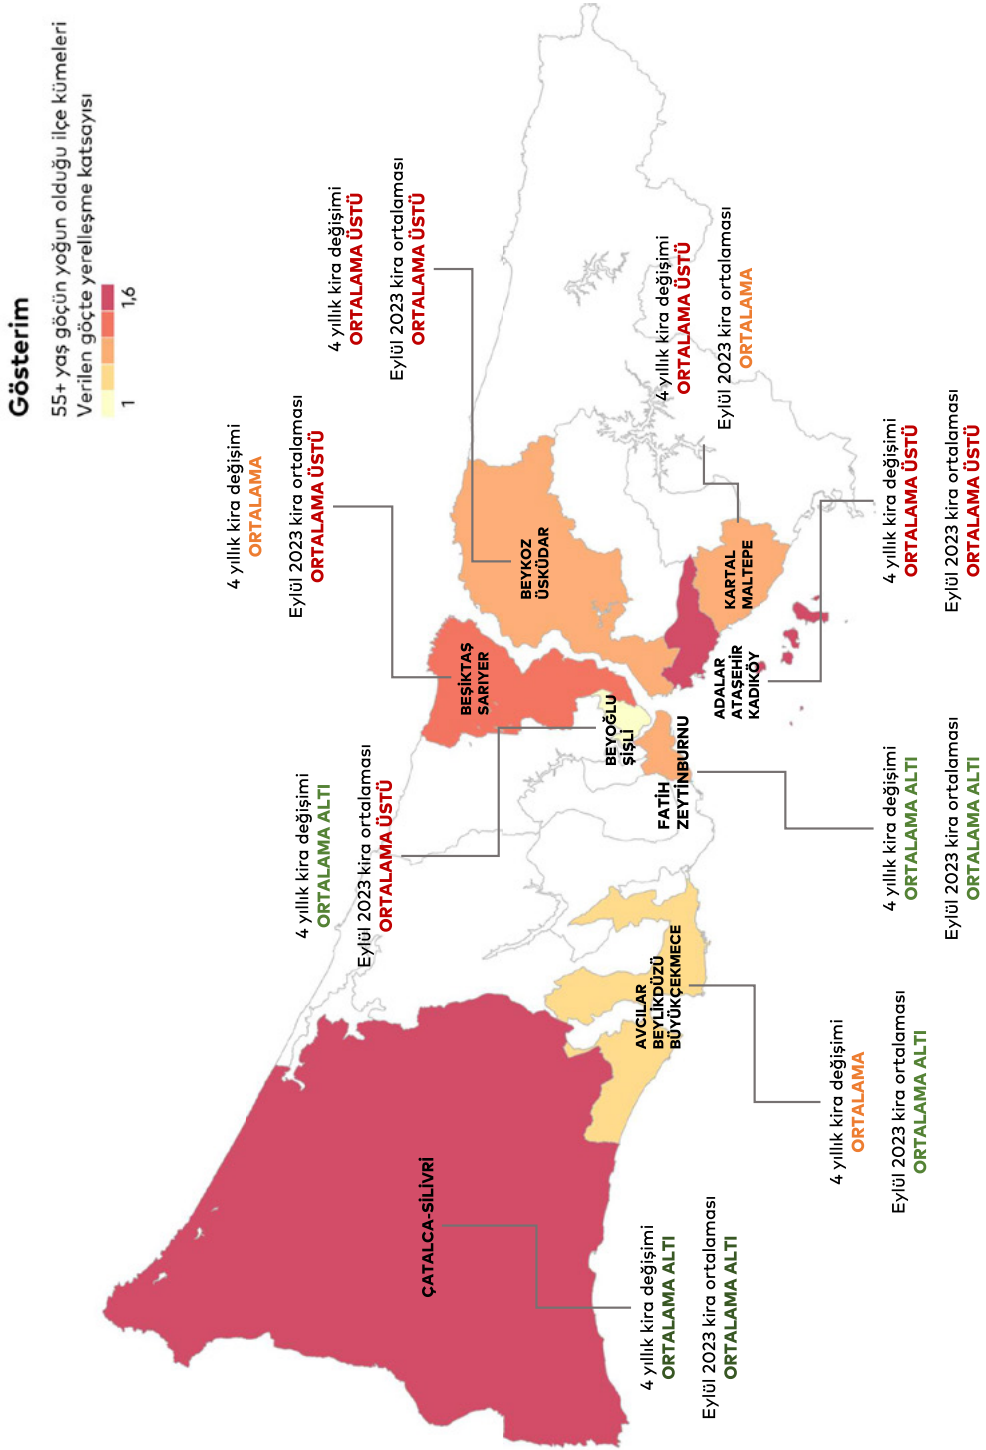 Gösterim
55+ yaş göçün yoğun olduğu ilçe kümeleri
Verilen göçte yerelleşme katsayısı
1
1,6
4 yıllık kira değişimi
ORTALAMA ALTI
Eylül 2023 kira ortalaması
ORTALAMA ÜSTÜ
4 yıllık kira değişimi
ORTALAMA
Eylül 2023 kira ortalaması
ORTALAMA ÜSTÜ
4 yıllık kira değişimi
ORTALAMA ÜSTÜ
Eylül 2023 kira ortalaması
ORTALAMA ÜSTÜ
ÇATALCA-SİLİVRİ
BEŞİKTAŞ
SARIYER
BEYKOZ
ÜSKÜDAR
BEYOĞLU
ŞİŞLİ
AVCILAR
BEYLİKDÜZÜ
BÜYÜKÇEKMECE
FATİH
ZEYTİNBURNU
ADALAR
ATAŞEHİR
KADIKÖY
KARTAL
MALTEPE
4 yıllık kira değişimi
ORTALAMA ÜSTÜ
Eylül 2023 kira ortalaması
ORTALAMA
4 yıllık kira değişimi
ORTALAMA ALTI
Eylül 2023 kira ortalaması
ORTALAMA ALTI
4 yıllık kira değişimi
ORTALAMA
Eylül 2023 kira ortalaması
ORTALAMA ALTI
4 yıllık kira değişimi
ORTALAMA ALTI
Eylül 2023 kira ortalaması
ORTALAMA ALTI
4 yıllık kira değişimi
ORTALAMA ÜSTÜ
Eylül 2023 kira ortalaması
ORTALAMA ÜSTÜ